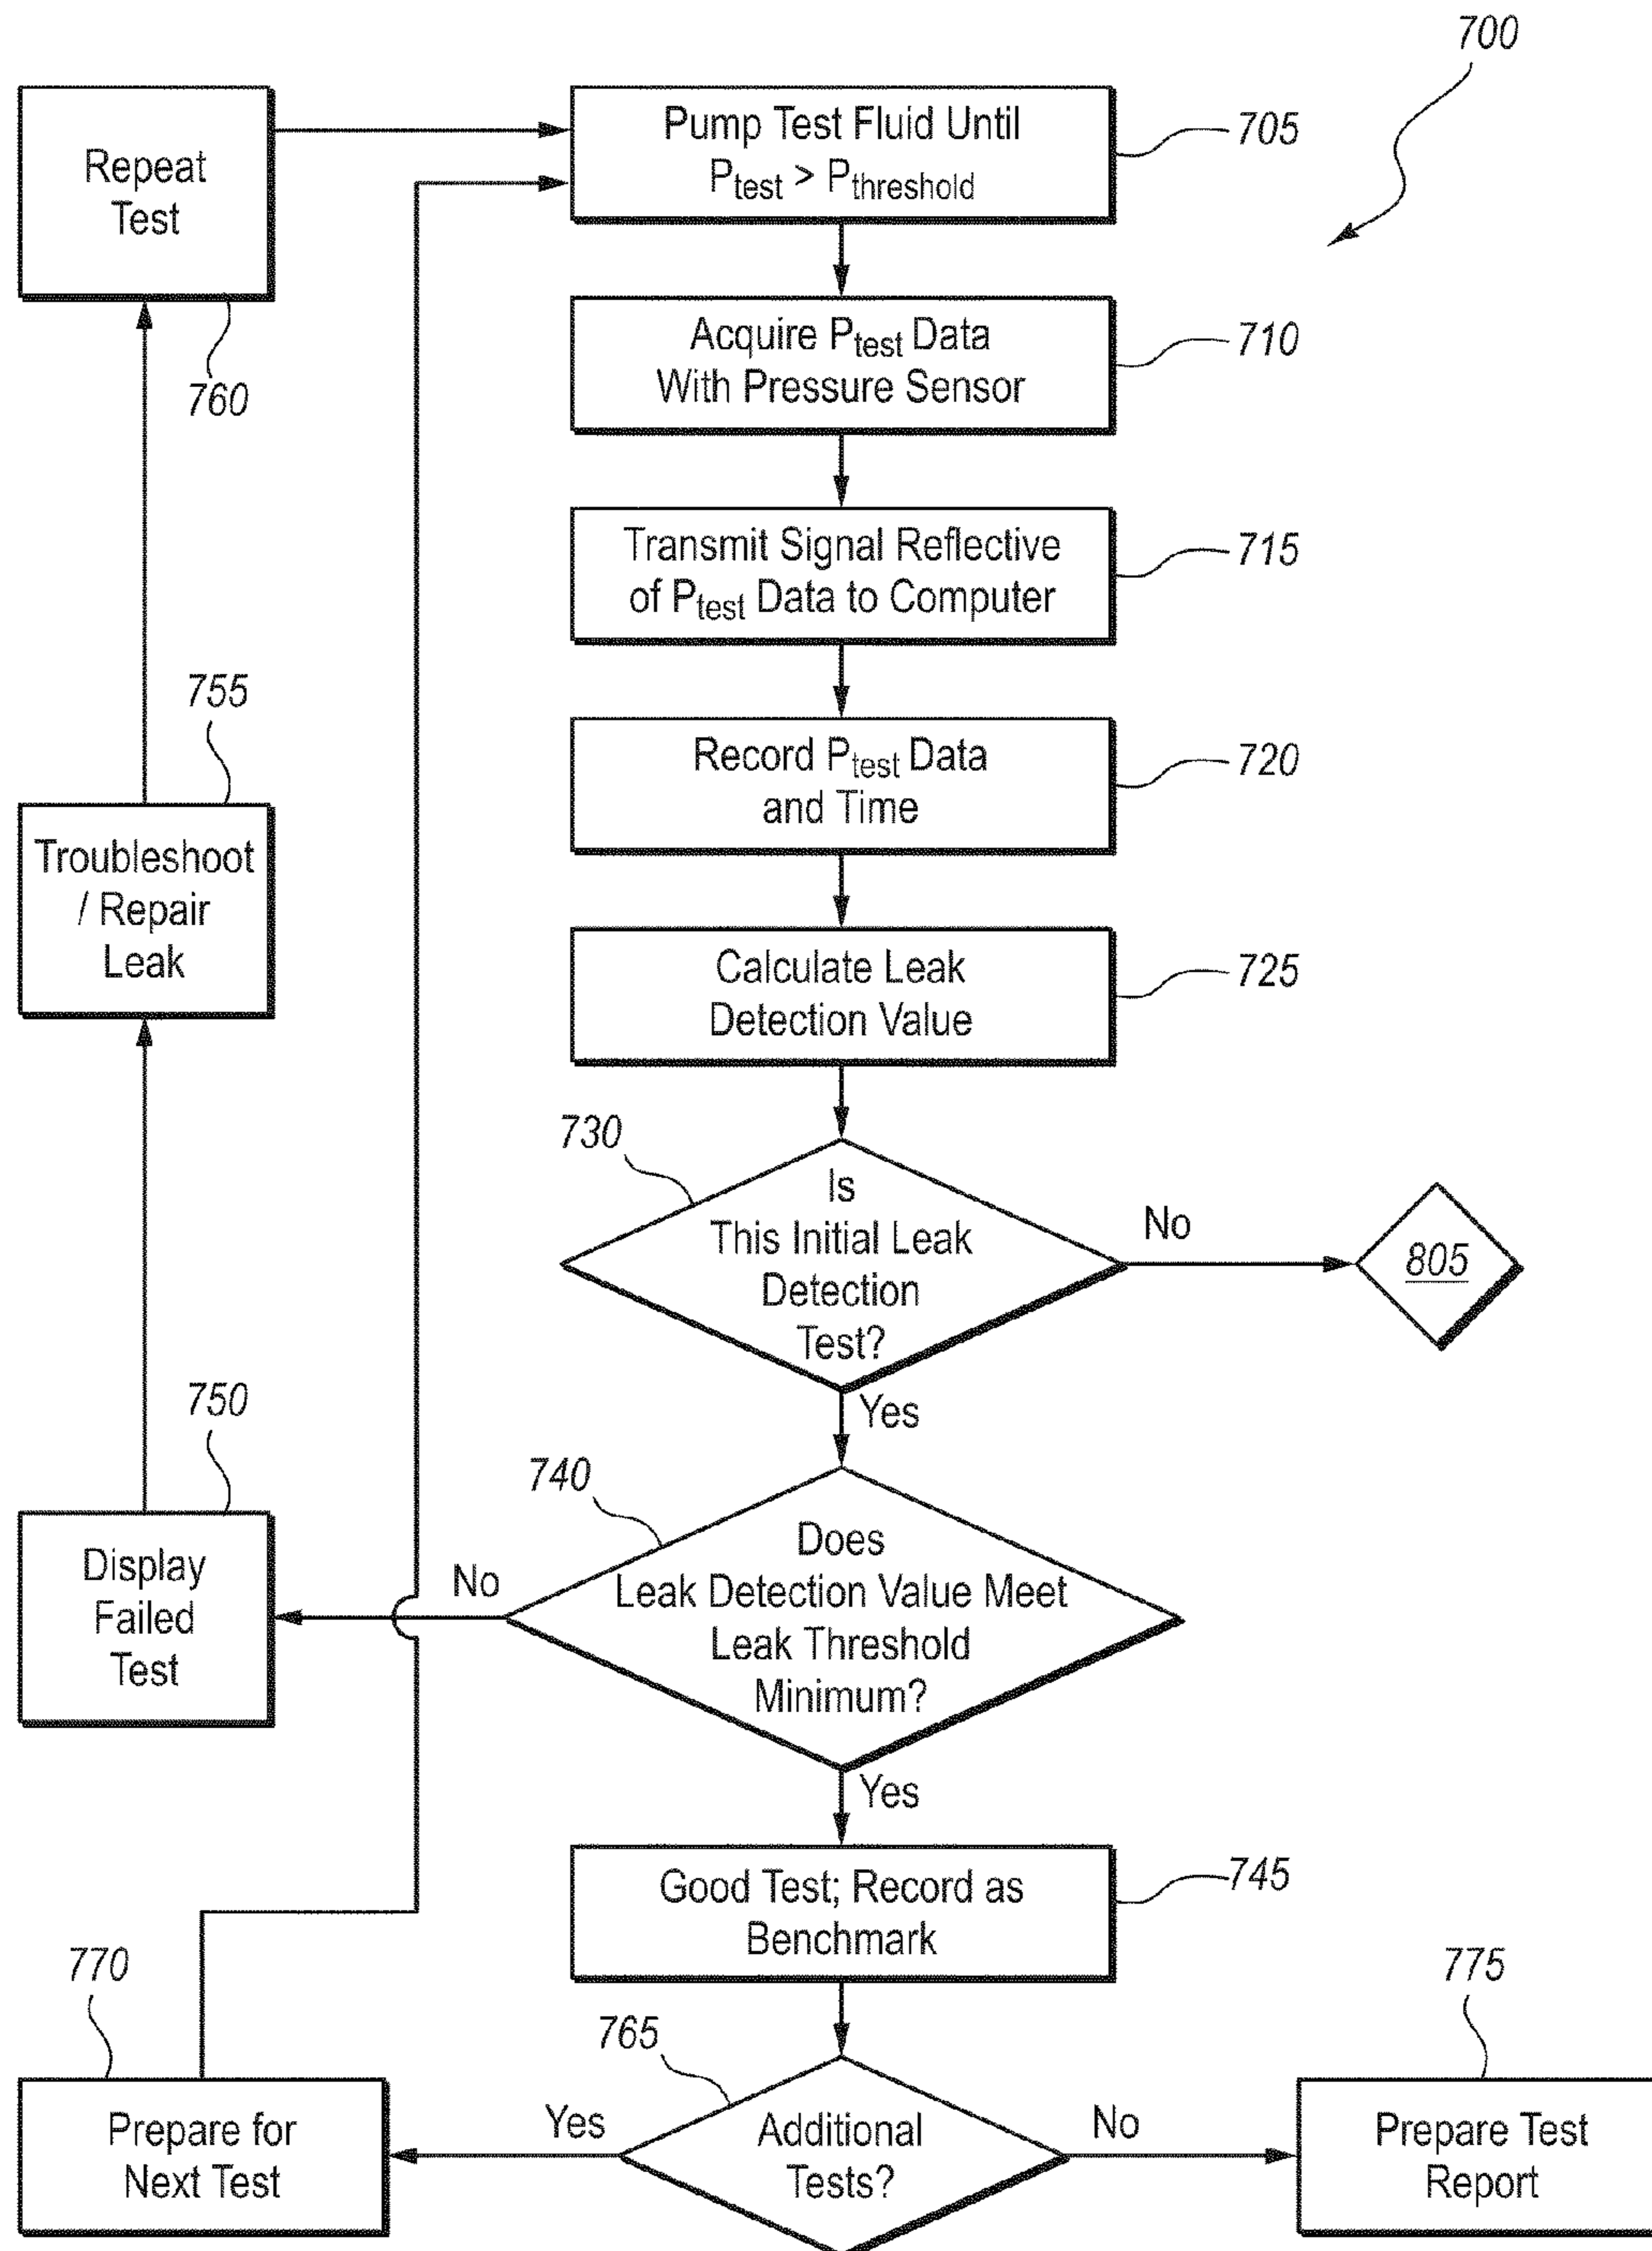 700
Repeat
Test
760
Pump Test Fluid Until
Ptest > Pthreshold
705
Acquire Ptest Data
With Pressure Sensor
710
Transmit Signal Reflective
of Ptest Data to Computer
715
755
Troubleshoot
/ Repair
Leak
Record Ptest Data
and Time
720
Calculate Leak
Detection Value
725
730
Is
This Initial Leak
Detection
Test?
No
805
Yes
750
Display
Failed
Test
No
740
Does
Leak Detection Value Meet
Leak Threshold
Minimum?
Yes
Good Test; Record as
Benchmark
745
770
Prepare for
Next Test
Yes
765
Additional
Tests?
No
775
Prepare Test
Report